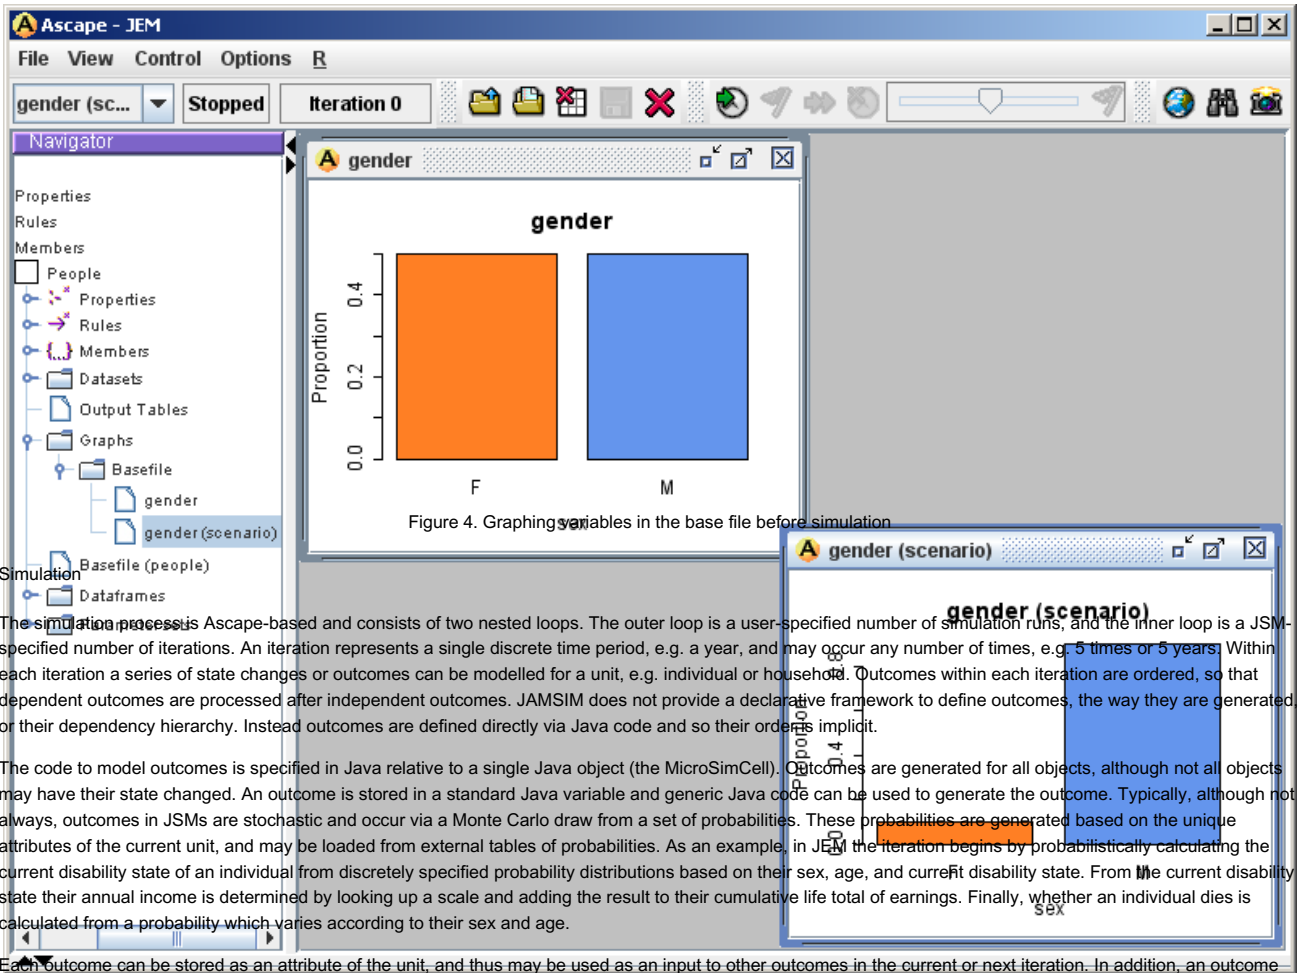 Ascape - JEM
File View Control Options R
gender (sc... Stopped Iteration 0
Navigator
Properties
Rules
Members
People
Properties
Rules
Members
Datasets
Output Tables
Graphs
Basefile
gender
gender (scenario)
Basefile (people)
Dataframes
Parameter sets
gender
gender
Proportion
0.4
0.2
0.0
F M
sex
Figure 4. Graphing variables in the base file before simulation
gender (scenario)
gender (scenario)
Proportion
0.8
0.4
0.0
F M
sex
Simulation
The simulation process is Ascape-based and consists of two nested loops. The outer loop is a user-specified number of simulation runs, and the inner loop is a JSM-
specified number of iterations. An iteration represents a single discrete time period, e.g. a year, and may occur any number of times, e.g. 5 times or 5 years. Within
each iteration a series of state changes or outcomes can be modelled for a unit, e.g. individual or household. Outcomes within each iteration are ordered, so that
dependent outcomes are processed after independent outcomes. JAMSIM does not provide a declarative framework to define outcomes, the way they are generated,
or their dependency hierarchy. Instead outcomes are defined directly via Java code and so their order is implicit.
The code to model outcomes is specified in Java relative to a single Java object (the MicroSimCell). Outcomes are generated for all objects, although not all objects
may have their state changed. An outcome is stored in a standard Java variable and generic Java code can be used to generate the outcome. Typically, although not
always, outcomes in JSMs are stochastic and occur via a Monte Carlo draw from a set of probabilities. These probabilities are generated based on the unique
attributes of the current unit, and may be loaded from external tables of probabilities. As an example, in JEM the iteration begins by probabilistically calculating the
current disability state of an individual from discretely specified probability distributions based on their sex, age, and current disability state. From the current disability
state their annual income is determined by looking up a scale and adding the result to their cumulative life total of earnings. Finally, whether an individual dies is
calculated from a probability which varies according to their sex and age.
Each outcome can be stored as an attribute of the unit, and thus may be used as an input to other outcomes in the current or next iteration. In addition, an outcome